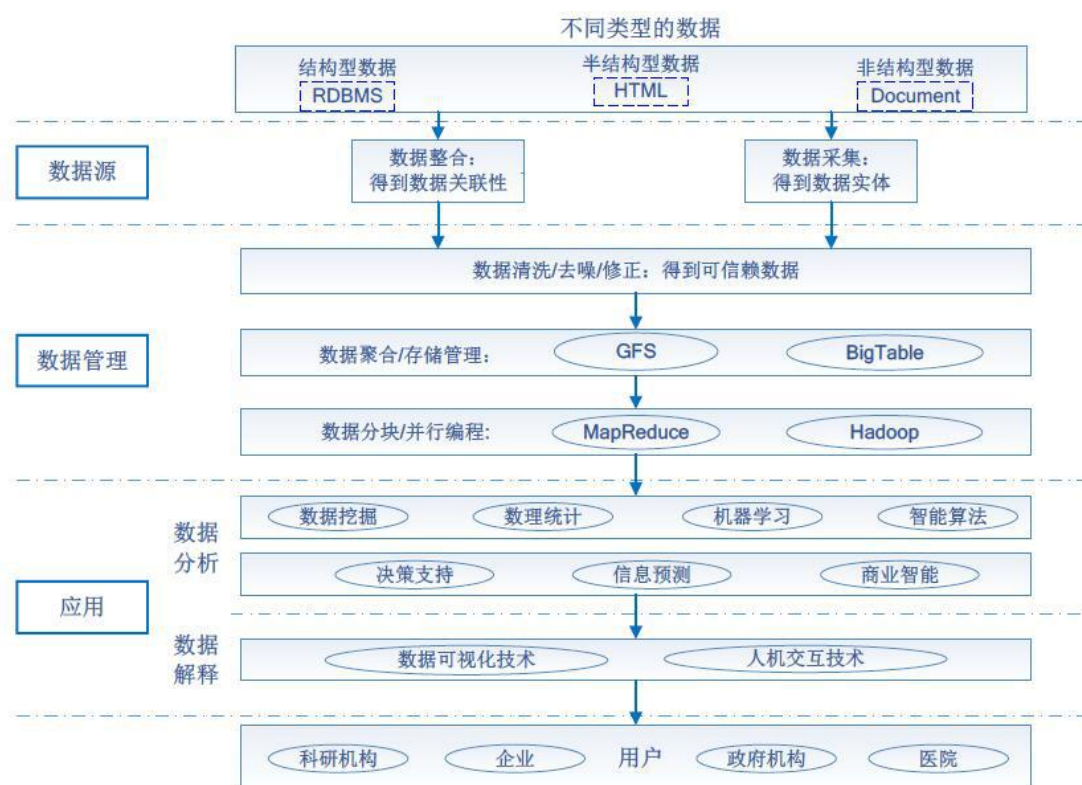 不同类型的数据
结构型数据
RDBMS
半结构型数据
HTML
非结构型数据
Document
数据源
数据整合：
得到数据关联性
数据采集：
得到数据实体
数据清洗/去噪/修正：得到可信赖数据
数据管理
数据聚合/存储管理： GFS BigTable
数据分块/并行编程: MapReduce Hadoop
应用
数据
分析
数据挖掘 数理统计 机器学习 智能算法
决策支持 信息预测 商业智能
数据
解释
数据可视化技术 人机交互技术
科研机构 企业 用户 政府机构 医院